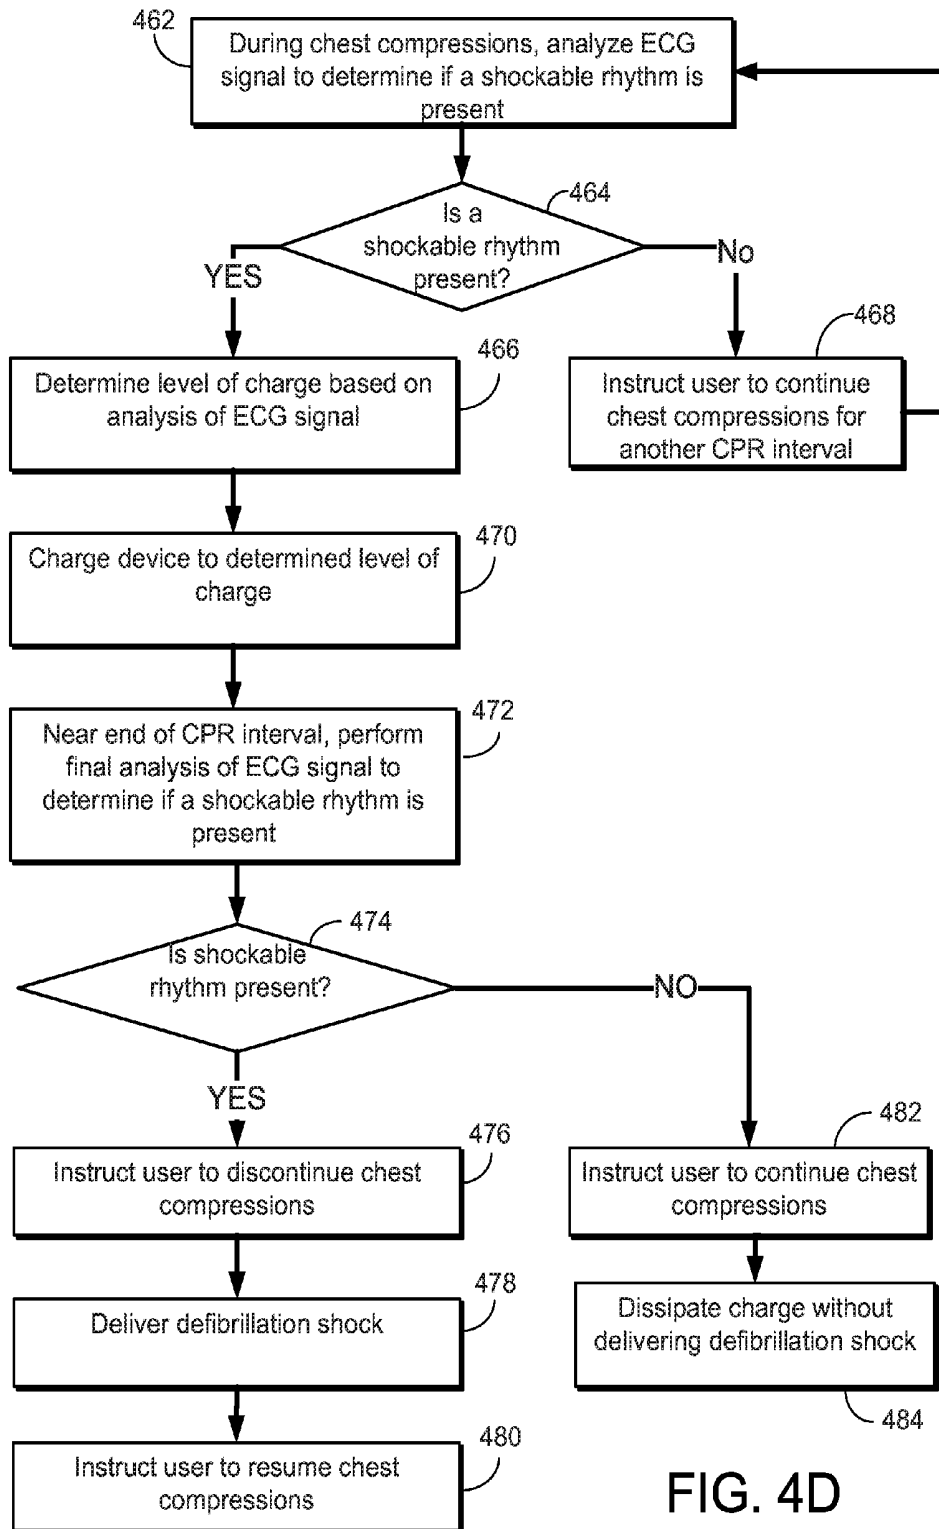 462
During chest compressions, analyze ECG
signal to determine if a shockable rhythm is
present
464
Is a
shockable rhythm
present?
YES
No
466
Determine level of charge based on
analysis of ECG signal
468
Instruct user to continue
chest compressions for
another CPR interval
470
Charge device to determined level of
charge
472
Near end of CPR interval, perform
final analysis of ECG signal to
determine if a shockable rhythm is
present
474
Is shockable
rhythm present?
NO
YES
476
Instruct user to discontinue chest
compressions
482
Instruct user to continue chest
compressions
478
Deliver defibrillation shock
Dissipate charge without
delivering defibrillation shock
484
480
Instruct user to resume chest
compressions
FIG. 4D